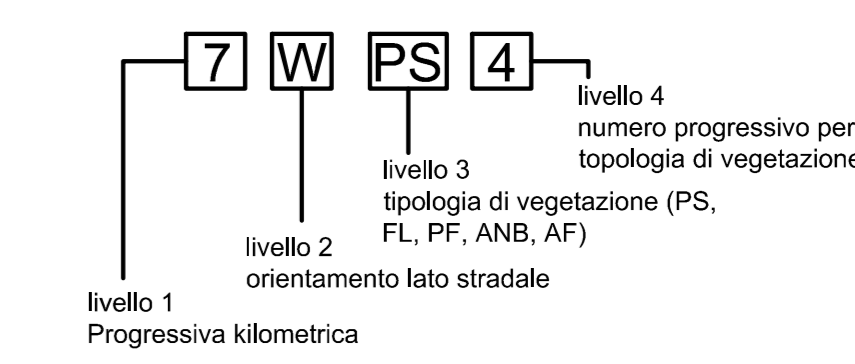 7 W PS 4
livello 4
numero progressivo per
topologia di vegetazione
livello 3
tipologia di vegetazione (PS,
FL, PF, ANB, AF)
livello 2
orientamento lato stradale
livello 1
Progressiva kilometrica